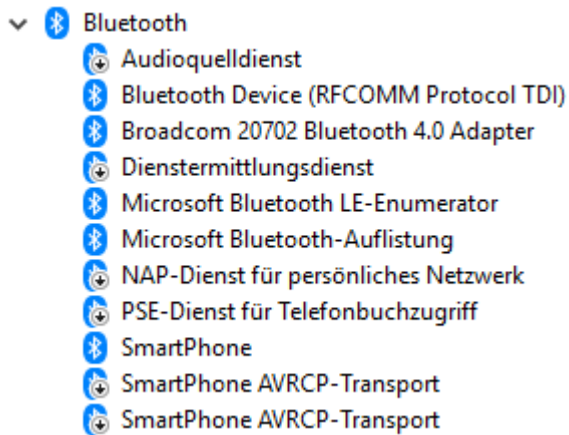 Bluetooth
Audioquelldienst
Bluetooth Device (RFCOMM Protocol TDI)
Broadcom 20702 Bluetooth 4.0 Adapter
Dienstermittlungsdienst
Microsoft Bluetooth LE-Enumerator
Microsoft Bluetooth-Auflistung
NAP-Dienst für persönliches Netzwerk
PSE-Dienst für Telefonbuchzugriff
SmartPhone
SmartPhone AVRCP-Transport
SmartPhone AVRCP-Transport